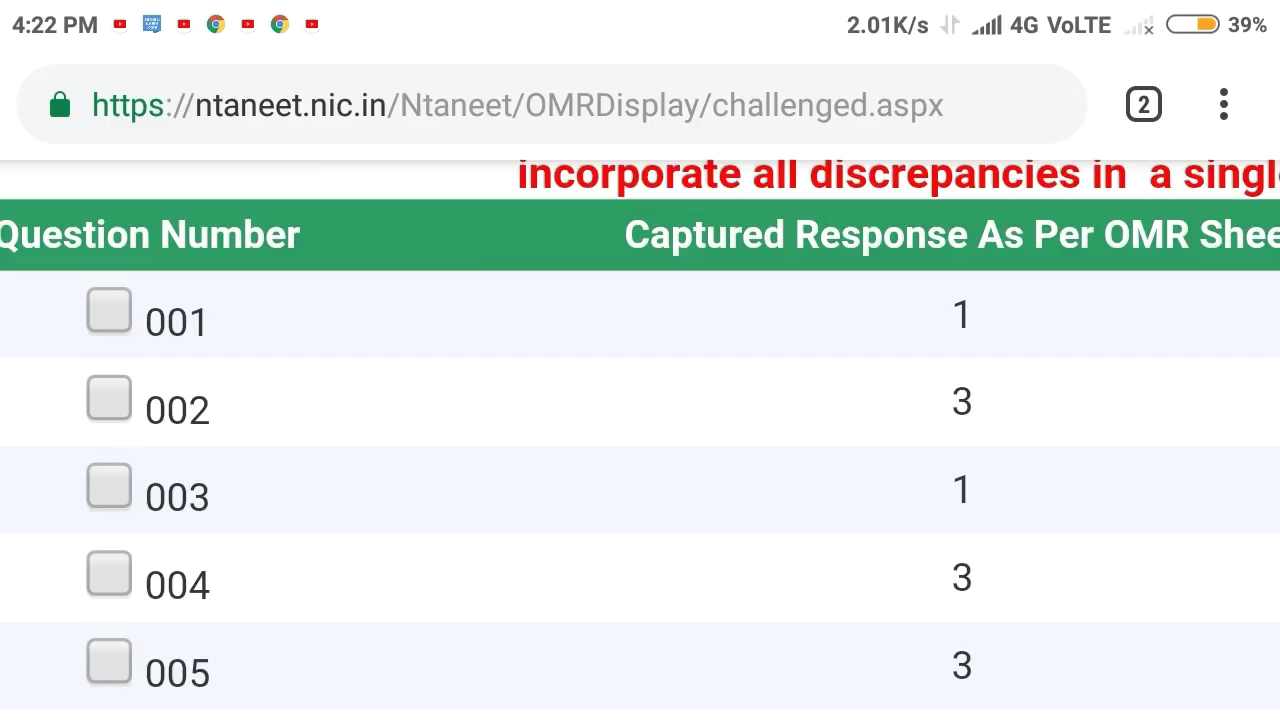 4:22 PM 2.01K/s 4G VoLTE 39%
https://ntaneet.nic.in/Ntaneet/OMRDisplay/challenged.aspx 2
incorporate all discrepancies in a
Question Number Captured Response As Per OMR
001 1
002 3
003 1
004 3
005 3